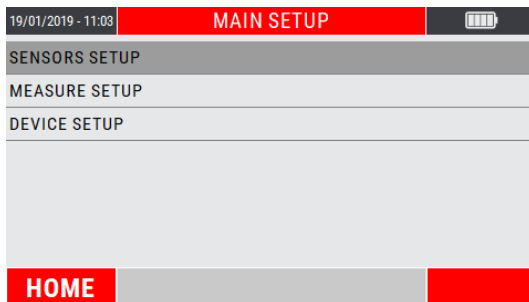 19/01/2019 - 11:03 MAIN SETUP
SENSORS SETUP
MEASURE SETUP
DEVICE SETUP
HOME